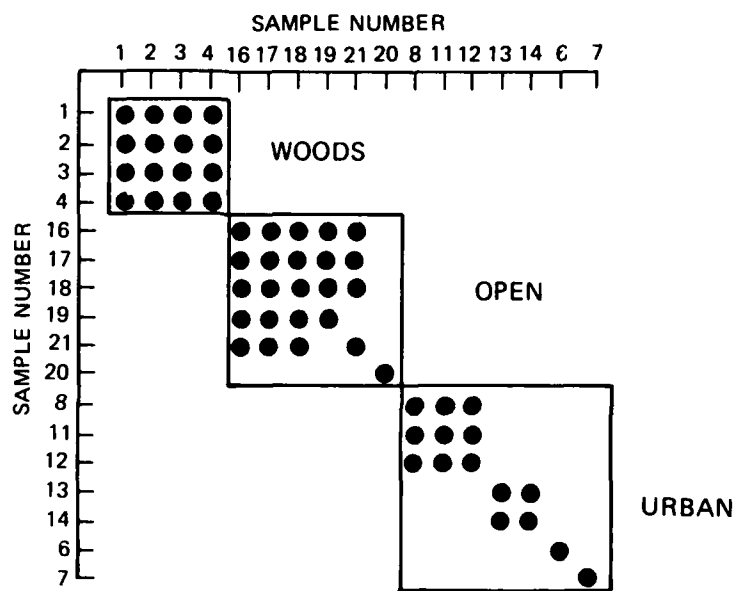 SAMPLE NUMBER
1 2 3 4 16 17 18 19 21 20 8 11 12 13 14 6 7
SAMPLE NUMBER
1
2
3
4
16
17
18
19
21
20
8
11
12
13
14
6
7
WOODS
OPEN
URBAN